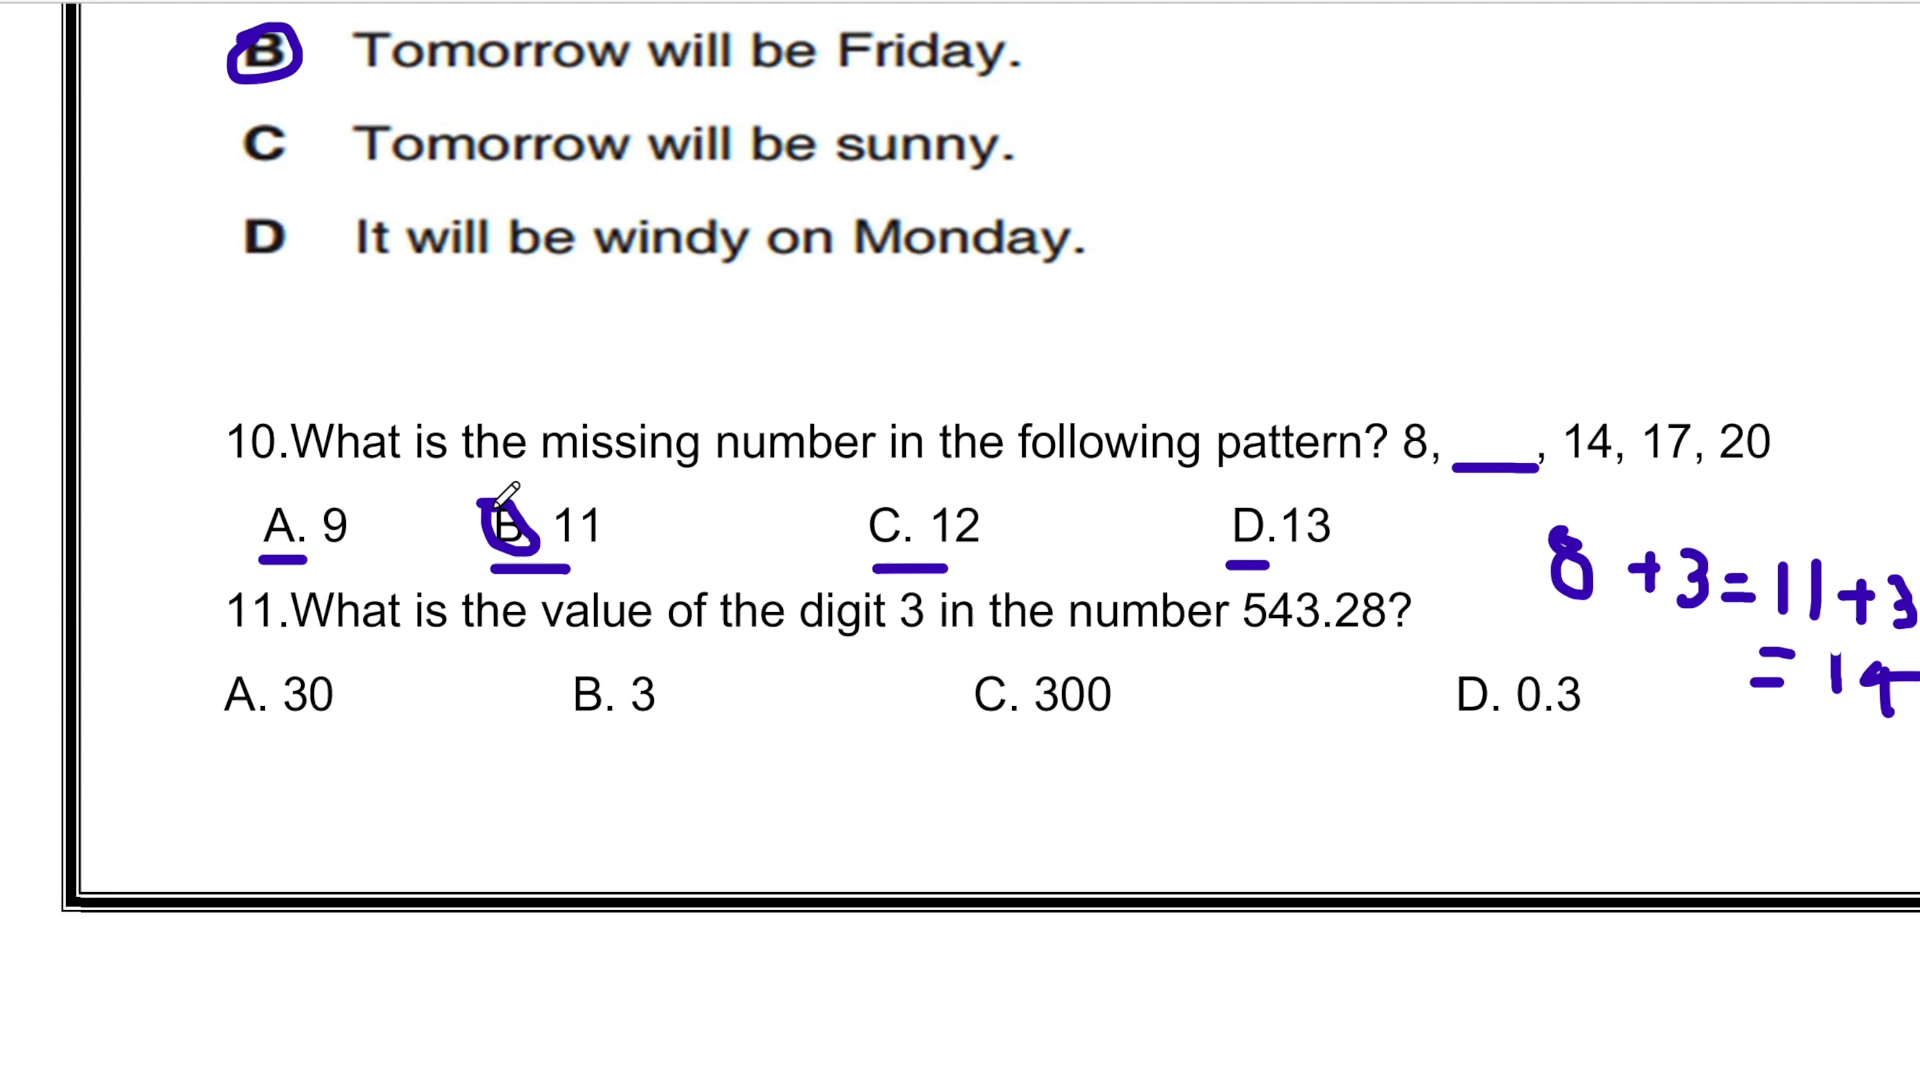 B Tomorrow will be Friday.
C Tomorrow will be sunny.
D It will be windy on Monday.
10.What is the missing number in the following pattern? 8, ___, 14, 17, 20
A. 9 B. 11 C. 12 D.13
8 +3=11+3
= 14
11.What is the value of the digit 3 in the number 543.28?
A. 30 B. 3 C. 300 D. 0.3